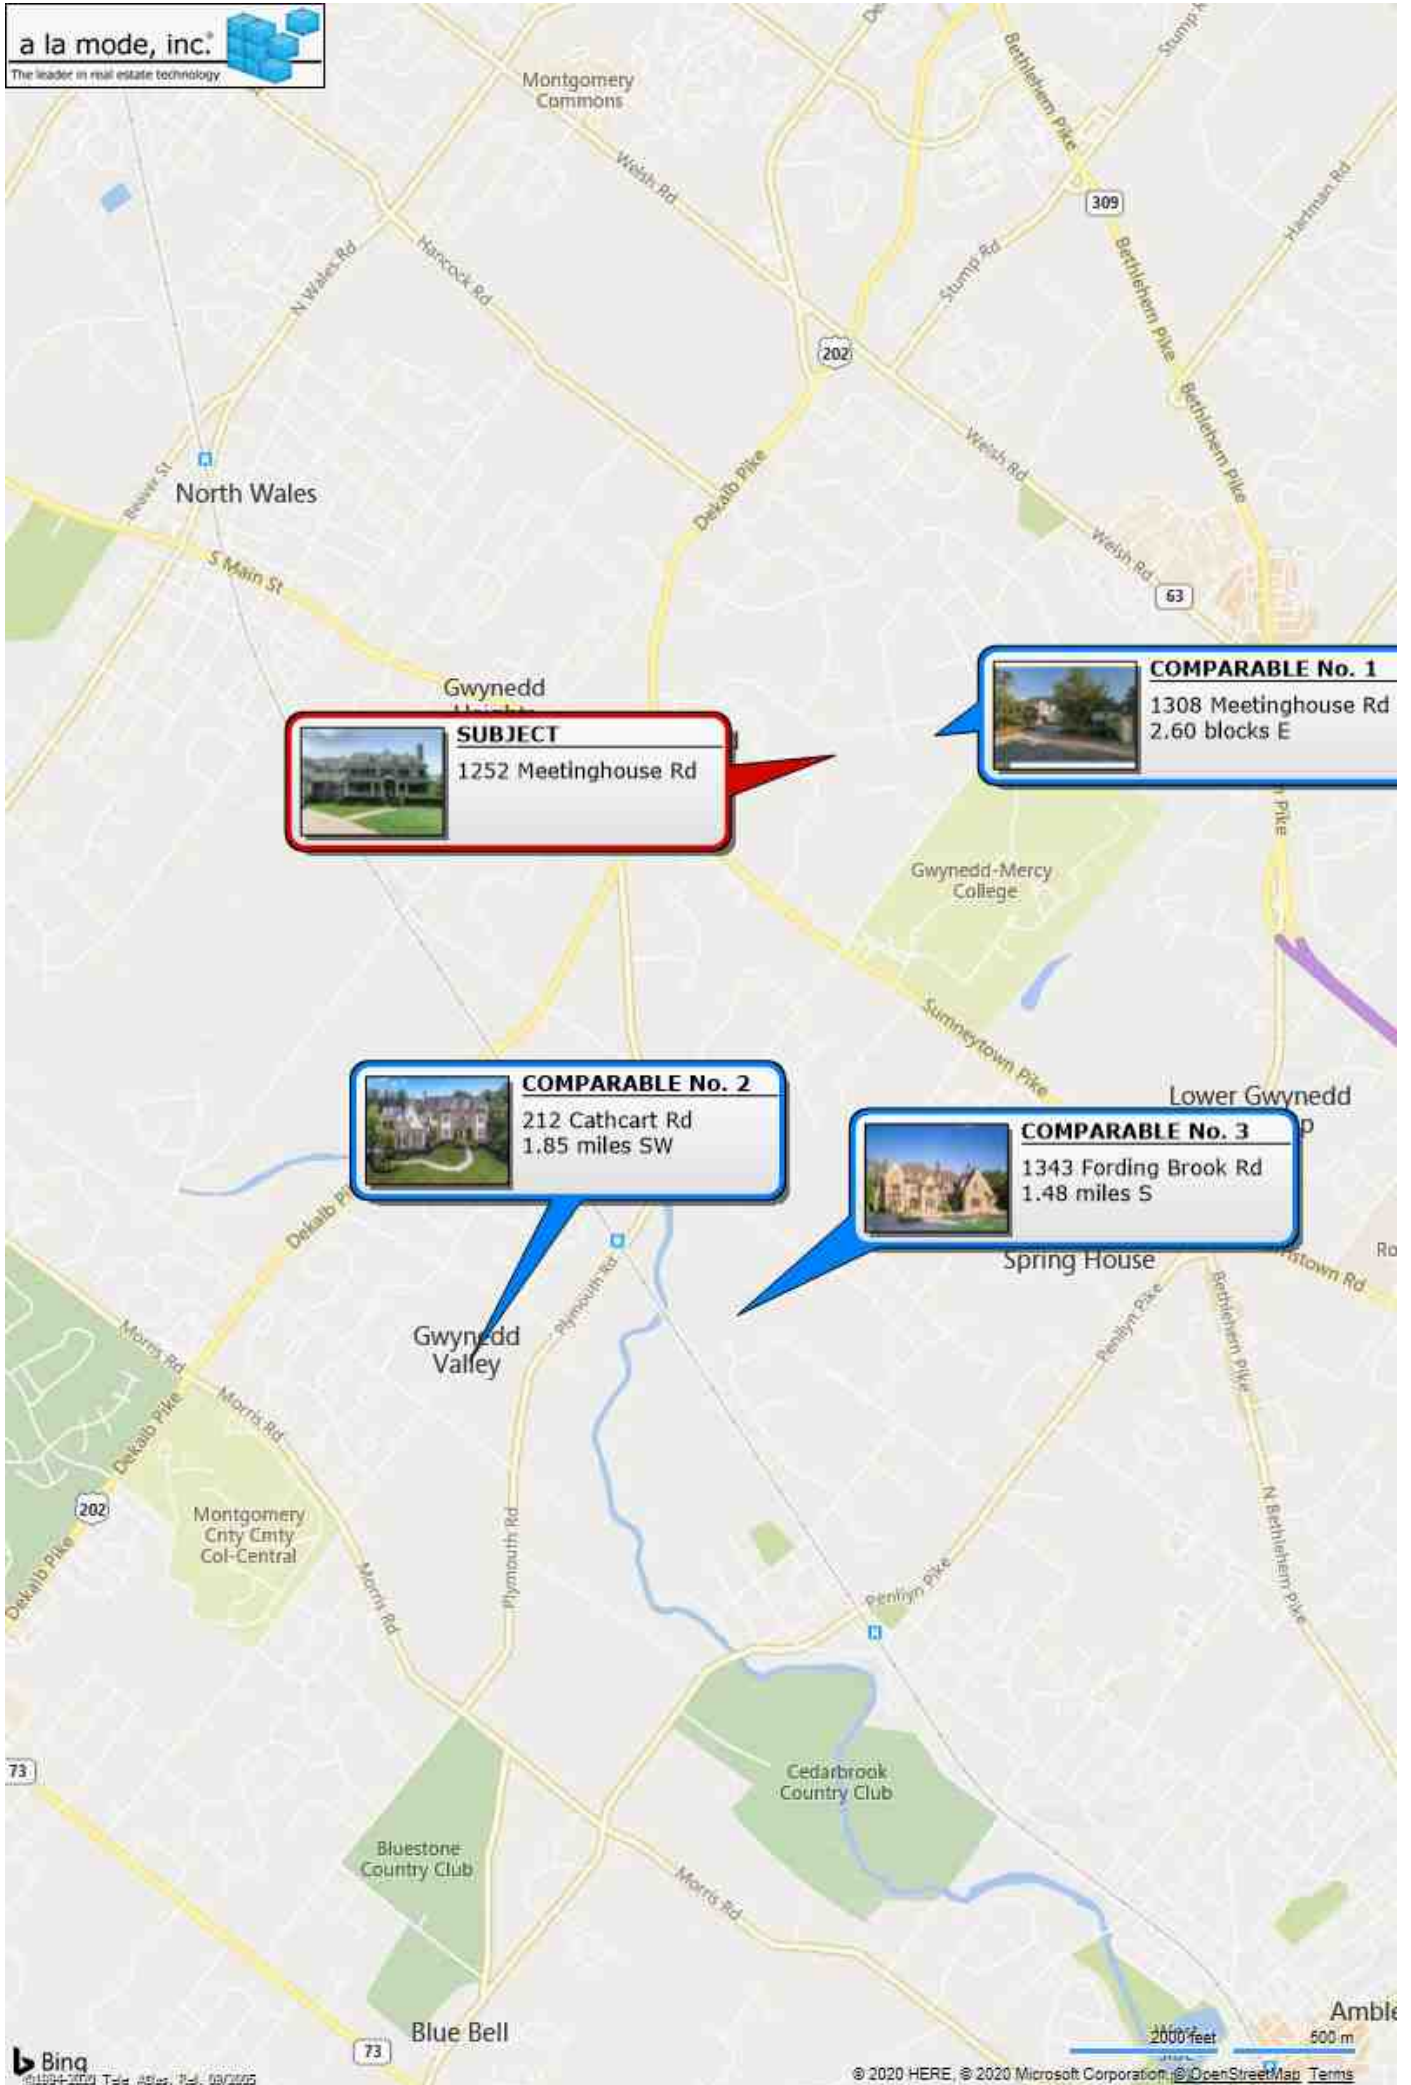 a la mode, inc.
The leader in real estate technology
Montgomery
Commons
Bethlehem Pike
Welsh Rd
309
Hartman Rd
N Wales Rd
Hancock Rd
Stump Rd
Bethlehem Pike
202
Bethlehem Pike
Beaver St
North Wales
Dekalb Pike
Welsh Rd
S Main St
Welsh Rd
63
Gwynedd
SUBJECT
1252 Meetinghouse Rd
COMPARABLE No. 1
1308 Meetinghouse Rd
2.60 blocks E
Pike
Gwynedd-Mercy
College
Sumneytown Pike
Lower Gwynedd
COMPARABLE No. 2
212 Cathcart Rd
1.85 miles SW
COMPARABLE No. 3
1343 Fording Brook Rd
1.48 miles S
Dekalb
Spring House
Plymouth Rd
Gwynedd
Valley
Morris Rd
Penllyn Pike
Bethlehem Pike
Morris Rd
Dekalb Pike
202
Montgomery
Cnty Cmty
Col-Central
Dekalb Pike
Plymouth Rd
Morris Rd
Penllyn Pike
N Bethlehem Pike
73
Cedarbrook
Country Club
Bluestone
Country Club
Morris Rd
Blue Bell
73
2000 feet
500 m
Bing
© 2020 HERE, © 2020 Microsoft Corporation, © OpenStreetMap Terms